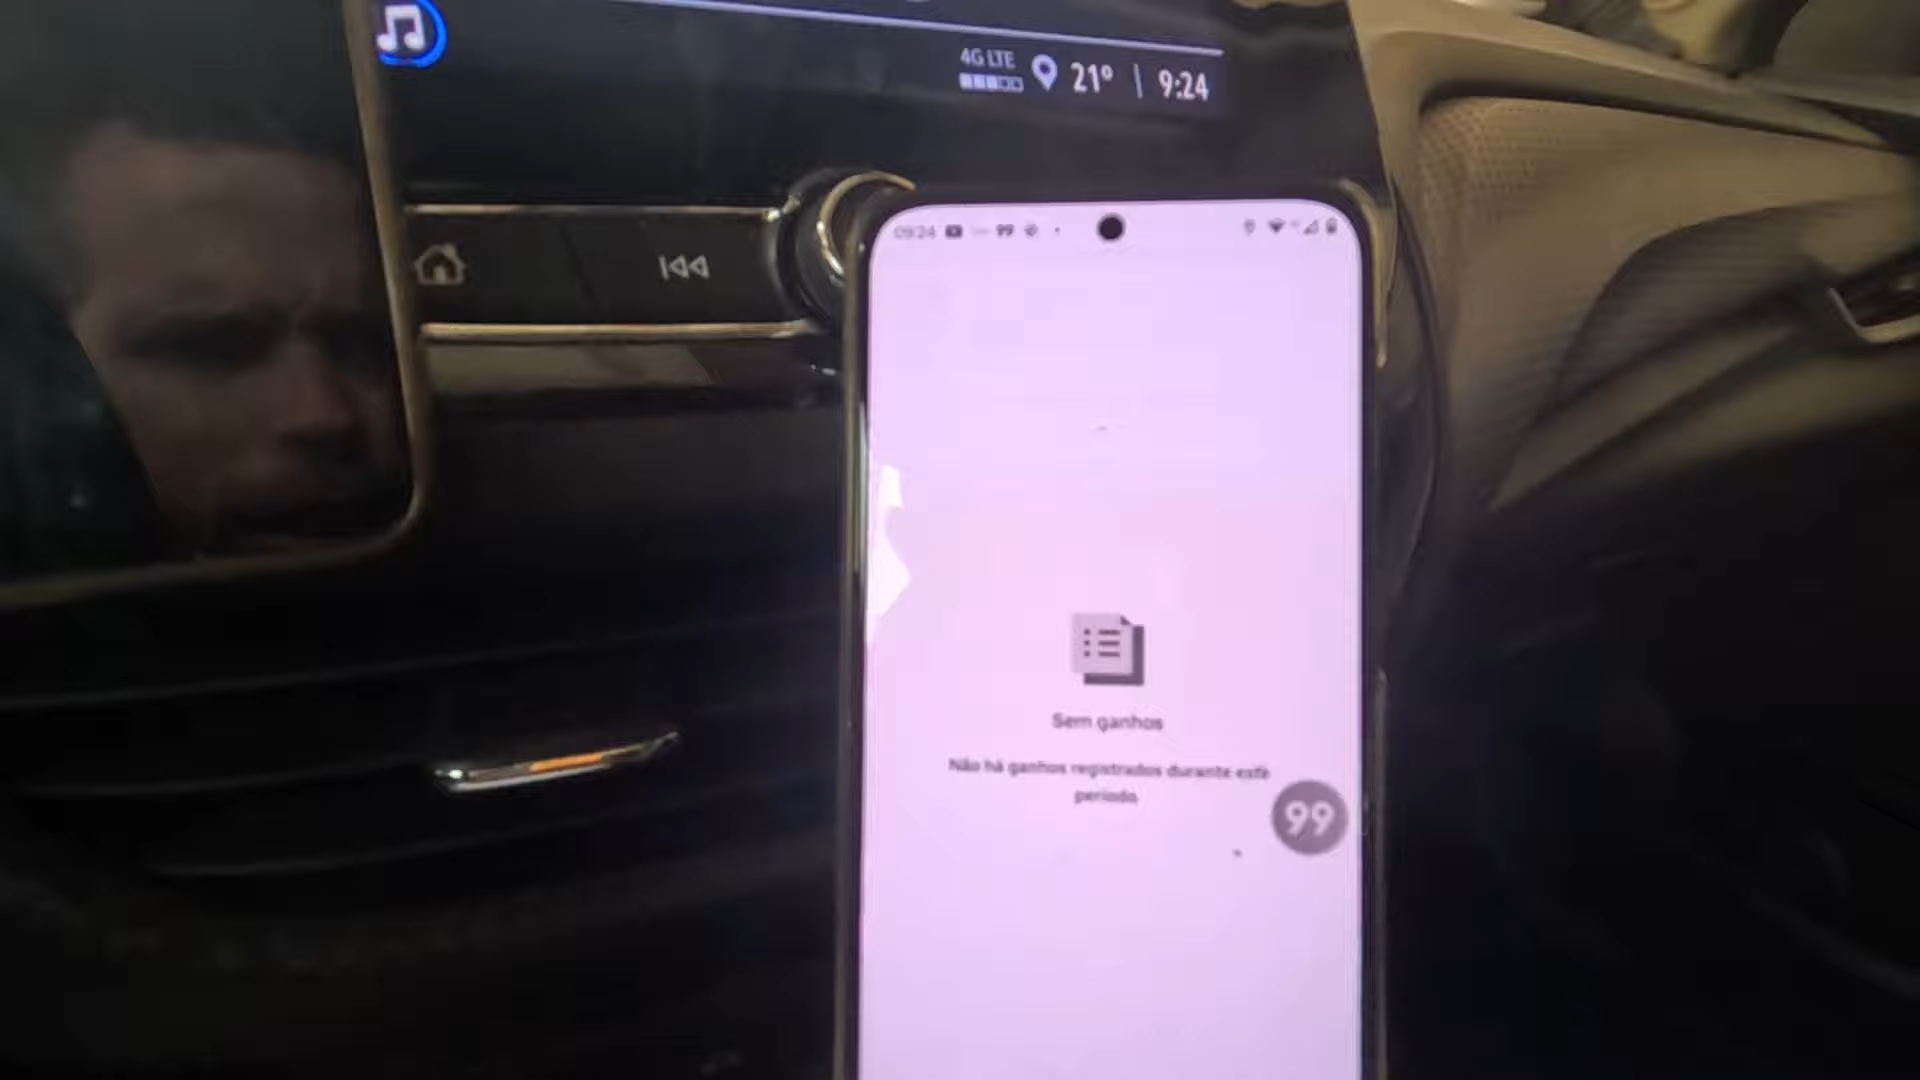 4G LTE
21° | 9:24
09:24 99
Sem ganhos
Não há ganhos registrados durante este
período.
99